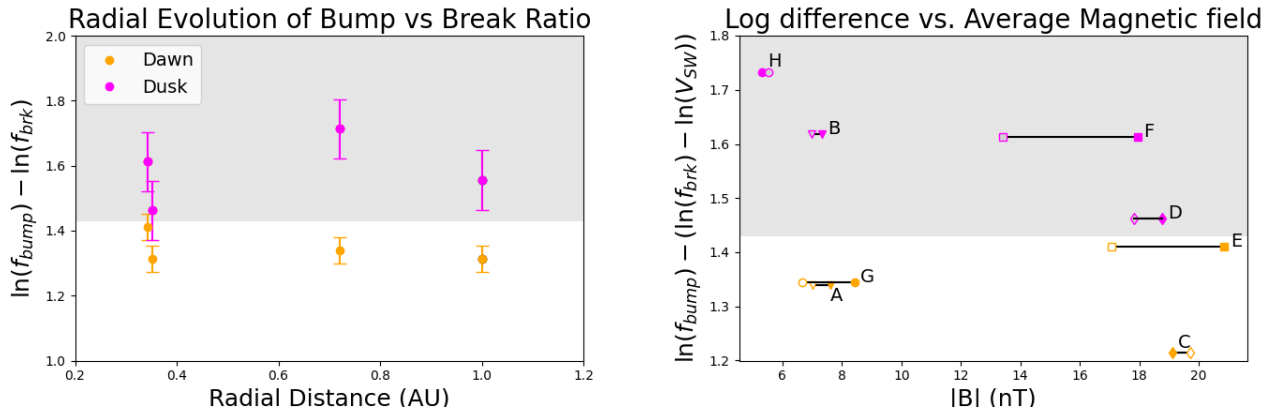 Radial Evolution of Bump vs Break Ratio
ln(f_bump) − ln(f_brk)
2.0
1.8
1.6
1.4
1.2
1.0
Dawn
Dusk
0.2 0.4 0.6 0.8 1.0 1.2
Radial Distance (AU)
Log difference vs. Average Magnetic field
ln(f_bump) − (ln(f_brk) − ln(V_SW))
1.8
1.7
1.6
1.5
1.4
1.3
1.2
H
B
F
D
E
G
A
C
6 8 10 12 14 16 18 20
|B| (nT)